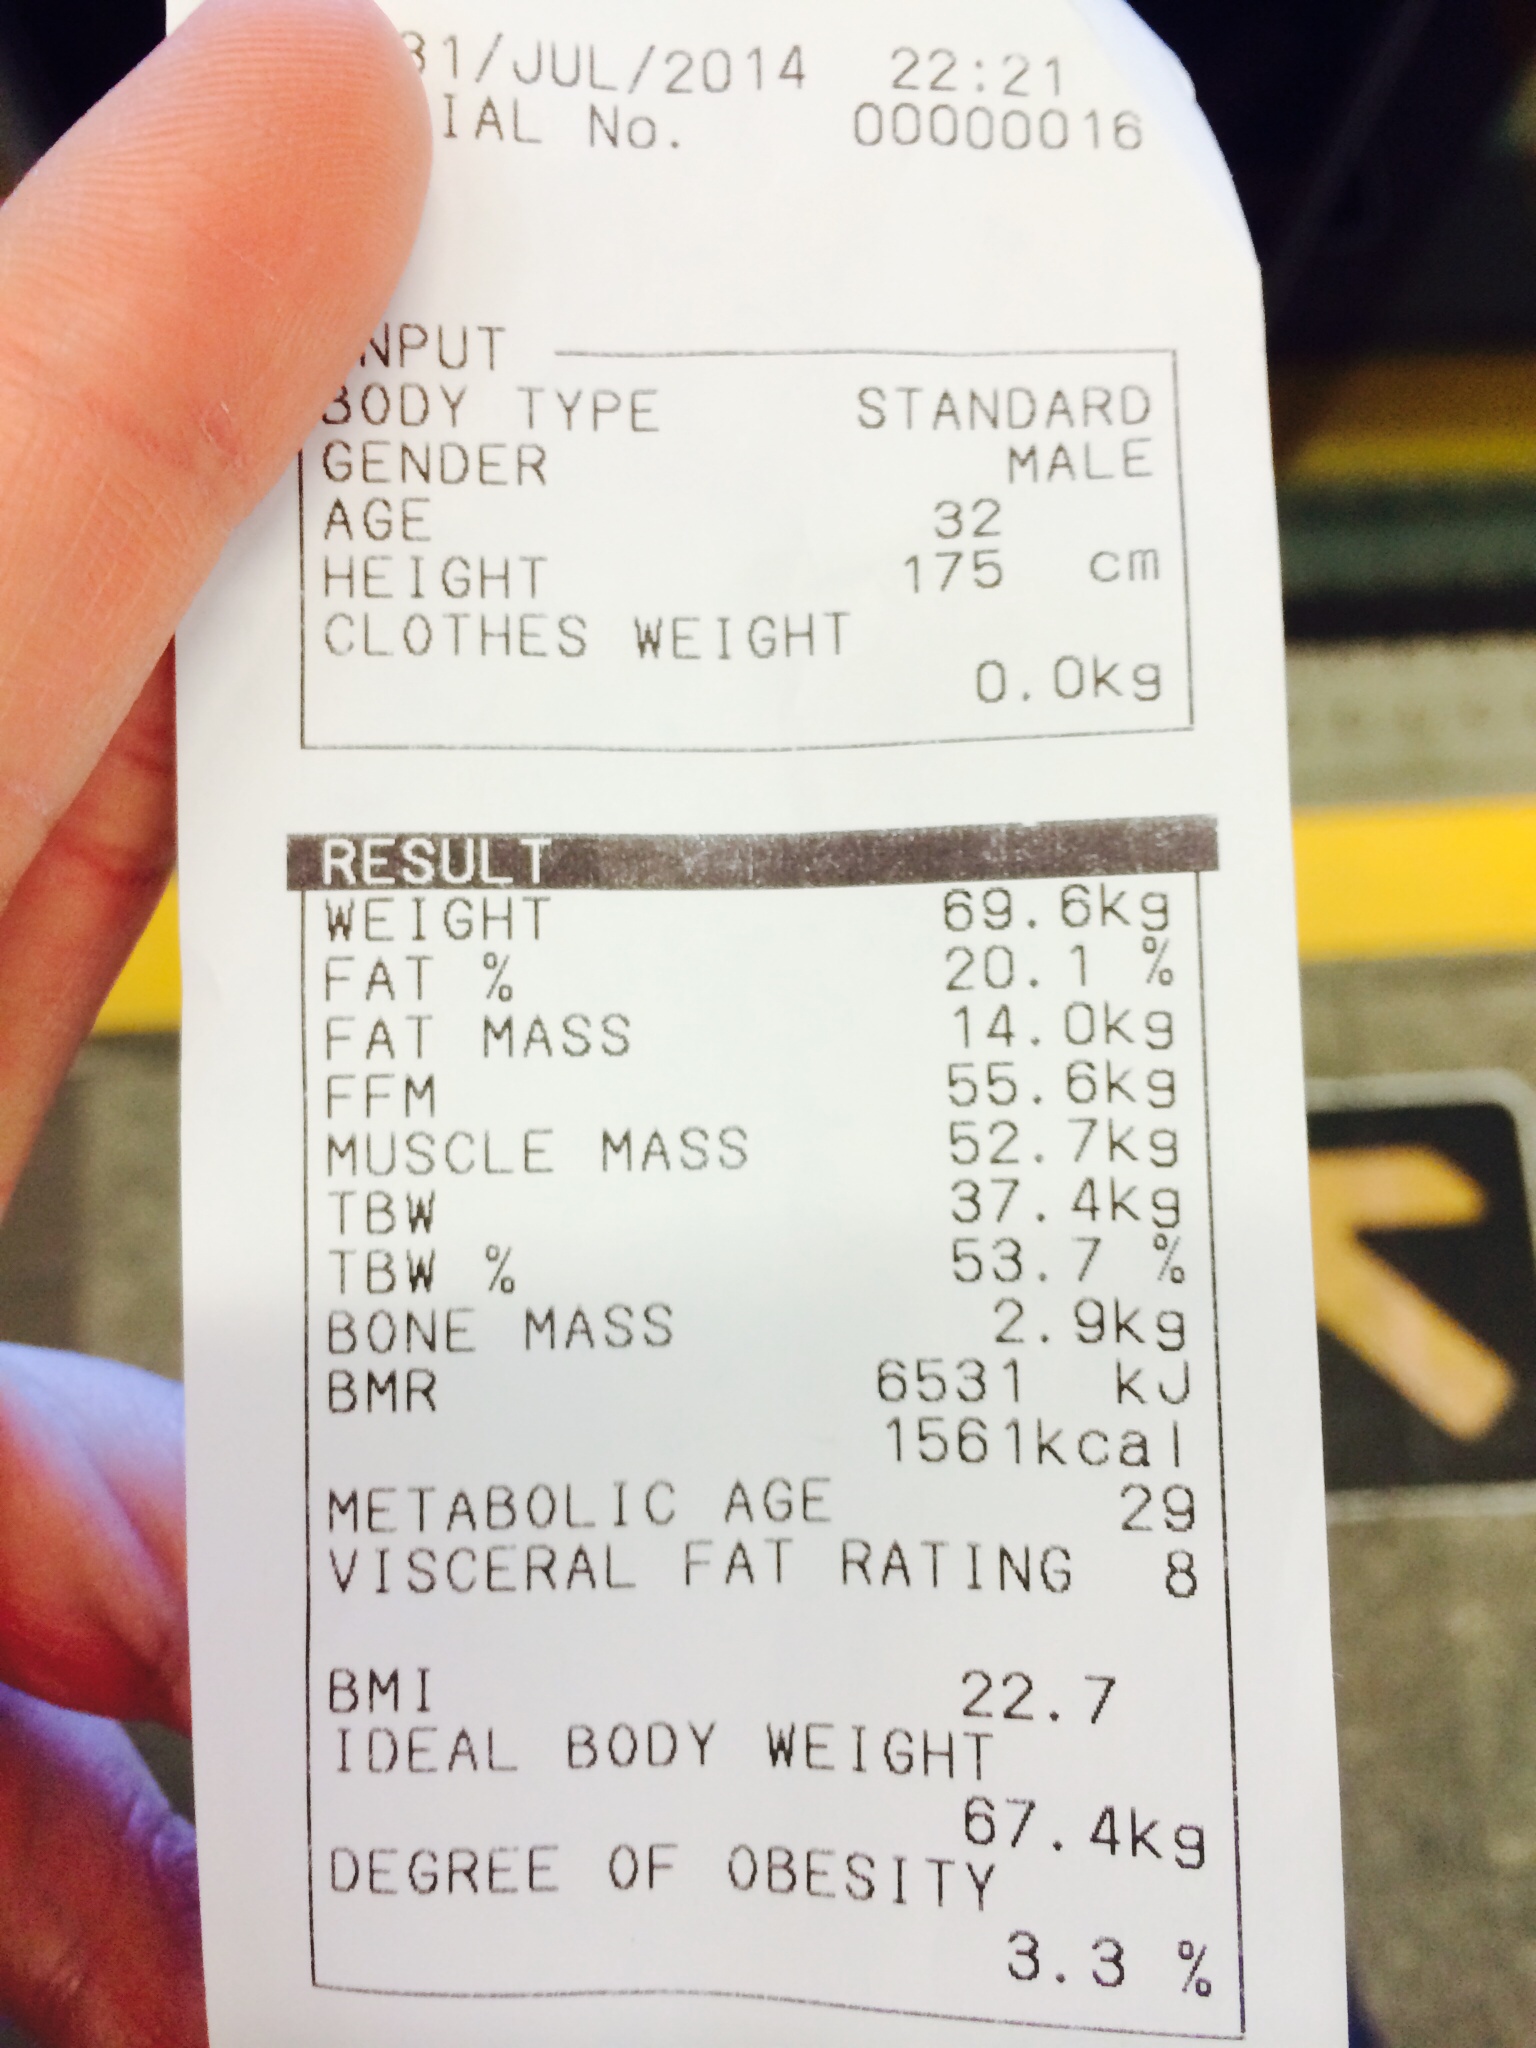 31/JUL/2014 22:21
IAL No. 00000016
NPUT
BODY TYPE STANDARD
GENDER MALE
AGE 32
HEIGHT 175 cm
CLOTHES WEIGHT
0.0kg
RESULT
WEIGHT 69.6kg
FAT % 20.1 %
FAT MASS 14.0kg
FFM 55.6kg
MUSCLE MASS 52.7kg
TBW 37.4kg
TBW % 53.7 %
BONE MASS 2.9kg
BMR 6531 kJ
1561kcal
METABOLIC AGE 29
VISCERAL FAT RATING 8
BMI 22.7
IDEAL BODY WEIGHT
67.4kg
DEGREE OF OBESITY
3.3 %